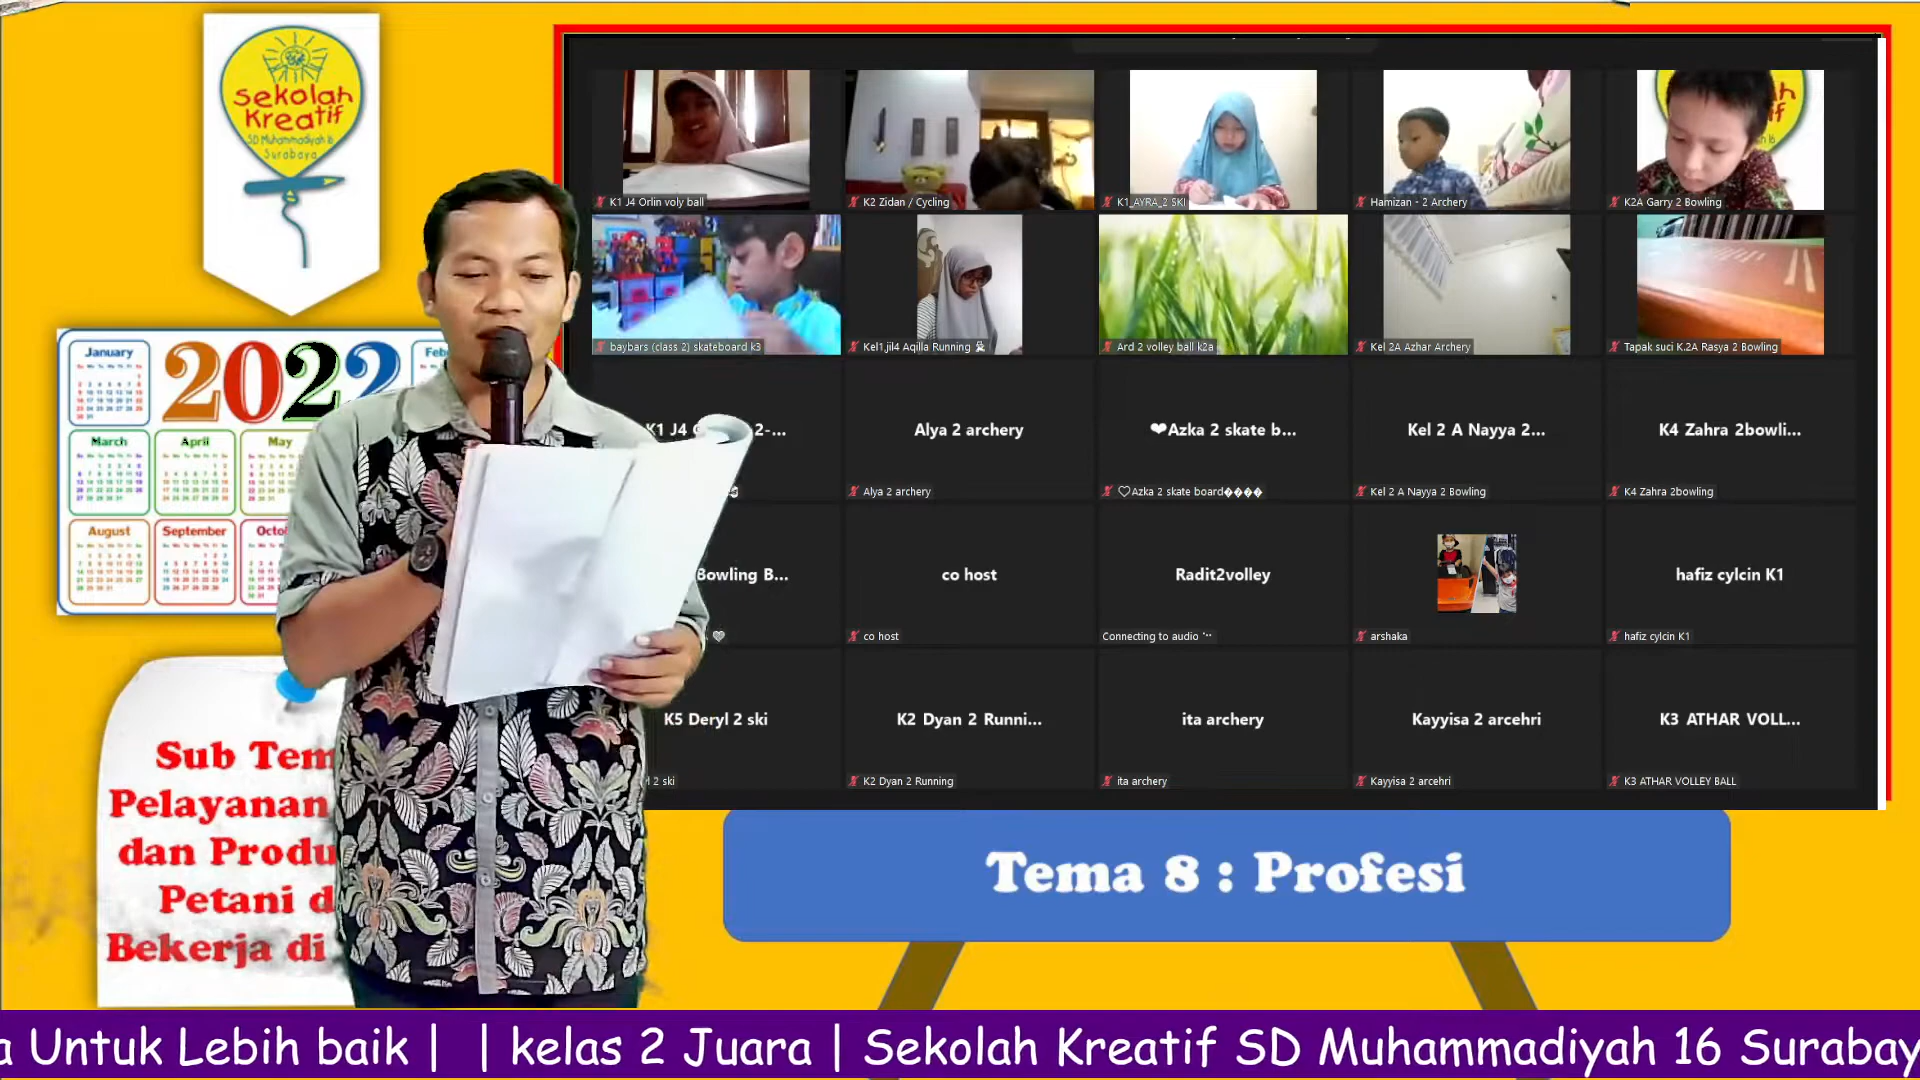 Sekolah
Kreatif
SD Muhammadiyah 16
Surabaya
January
2022
Feb
March
April
May
August
September
Octo
Sub Tem
Pelayanan
dan Produ
Petani d
Bekerja di
K1 J4 Orlin voly ball
K2 Zidan / Cycling
K1_AYRA_2 SKI
Hamizan - 2 Archery
K2A Garry 2 Bowling
baybars (class 2) skateboard k3
Kel1,jil4 Aqilla Running
Ard 2 volley ball k2a
Kel 2A Azhar Archery
Tapak suci K.2A Rasya 2 Bowling
K1 J4 2-...
Alya 2 archery
❤Azka 2 skate b...
Kel 2 A Nayya 2...
K4 Zahra 2bowli...
Alya 2 archery
♡Azka 2 skate board����
Kel 2 A Nayya 2 Bowling
K4 Zahra 2bowling
Bowling B...
co host
Radit2volley
hafiz cylcin K1
co host
Connecting to audio
arshaka
hafiz cylcin K1
K5 Deryl 2 ski
K2 Dyan 2 Runni...
ita archery
Kayyisa 2 arcehri
K3 ATHAR VOLL...
2 ski
K2 Dyan 2 Running
ita archery
Kayyisa 2 arcehri
K3 ATHAR VOLLEY BALL
Tema 8 : Profesi
a Untuk Lebih baik | | kelas 2 Juara | Sekolah Kreatif SD Muhammadiyah 16 Surabay